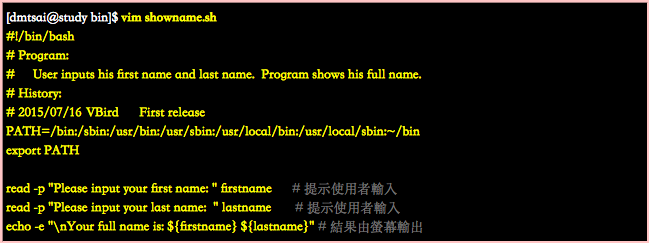 [dmtsai@study bin]$ vim showname.sh
#!/bin/bash
# Program:
#     User inputs his first name and last name.  Program shows his full name.
# History:
# 2015/07/16 VBird     First release
PATH=/bin:/sbin:/usr/bin:/usr/sbin:/usr/local/bin:/usr/local/sbin:~/bin
export PATH
read -p "Please input your first name: " firstname     # 提示使用者輸入
read -p "Please input your last name:  " lastname     # 提示使用者輸入
echo -e "\nYour full name is: ${firstname} ${lastname}" # 結果由螢幕輸出